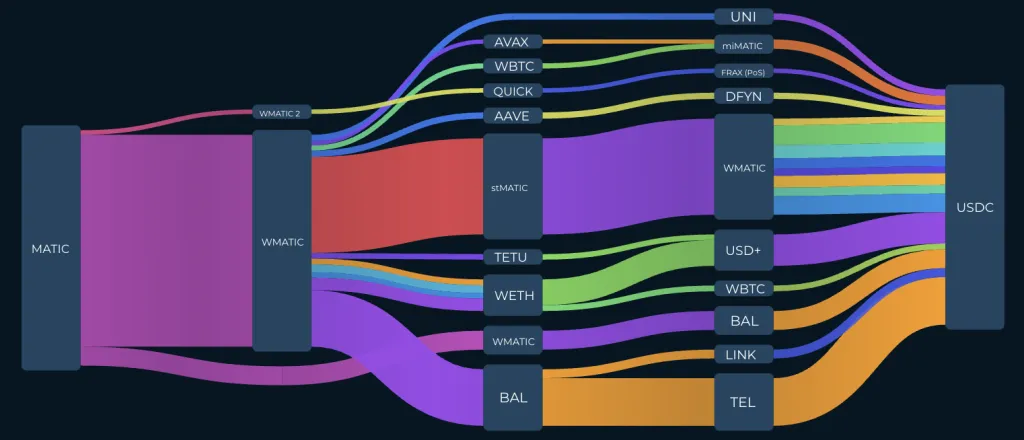 MATIC
WMATIC 2
WMATIC
AVAX
WBTC
QUICK
AAVE
stMATIC
TETU
WETH
WMATIC
BAL
UNI
miMATIC
FRAX (PoS)
DFYN
WMATIC
USD+
WBTC
BAL
LINK
TEL
USDC